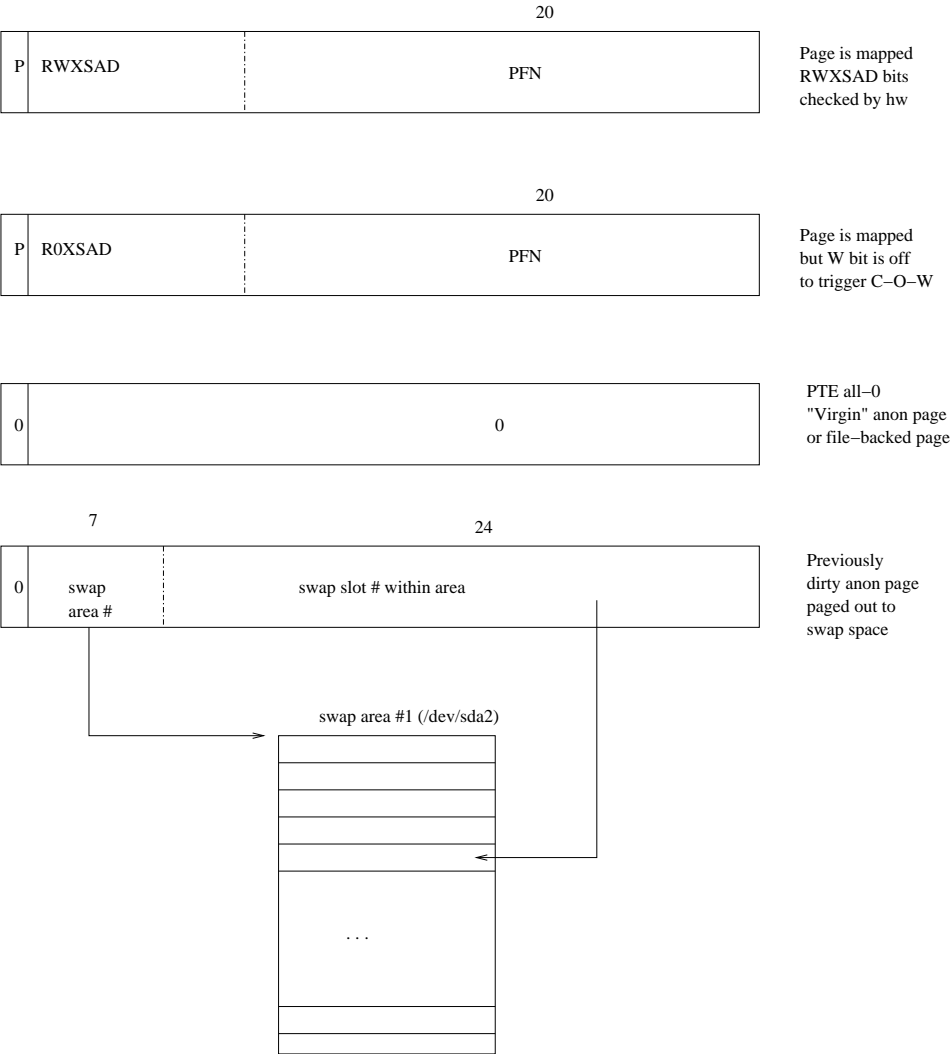 20
P RWXSAD PFN
Page is mapped
RWXSAD bits
checked by hw
20
P R0XSAD PFN
Page is mapped
but W bit is off
to trigger C−O−W
0 0
PTE all−0
"Virgin" anon page
or file−backed page
7 24
0 swap area # swap slot # within area
Previously
dirty anon page
paged out to
swap space
swap area #1 (/dev/sda2)
. . .